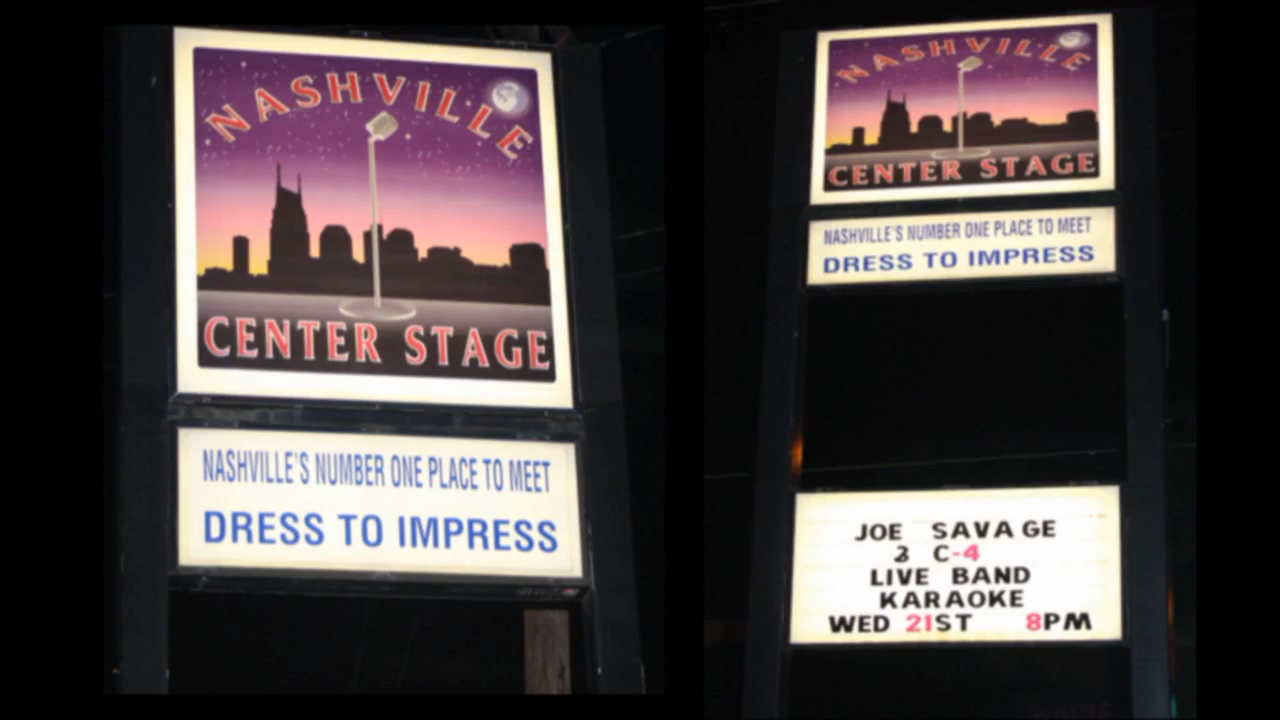 NASHVILLE
CENTER STAGE
NASHVILLE'S NUMBER ONE PLACE TO MEET
DRESS TO IMPRESS
NASHVILLE
CENTER STAGE
NASHVILLE'S NUMBER ONE PLACE TO MEET
DRESS TO IMPRESS
JOE SAVAGE
& C-4
LIVE BAND
KARAOKE
WED 21ST 8PM